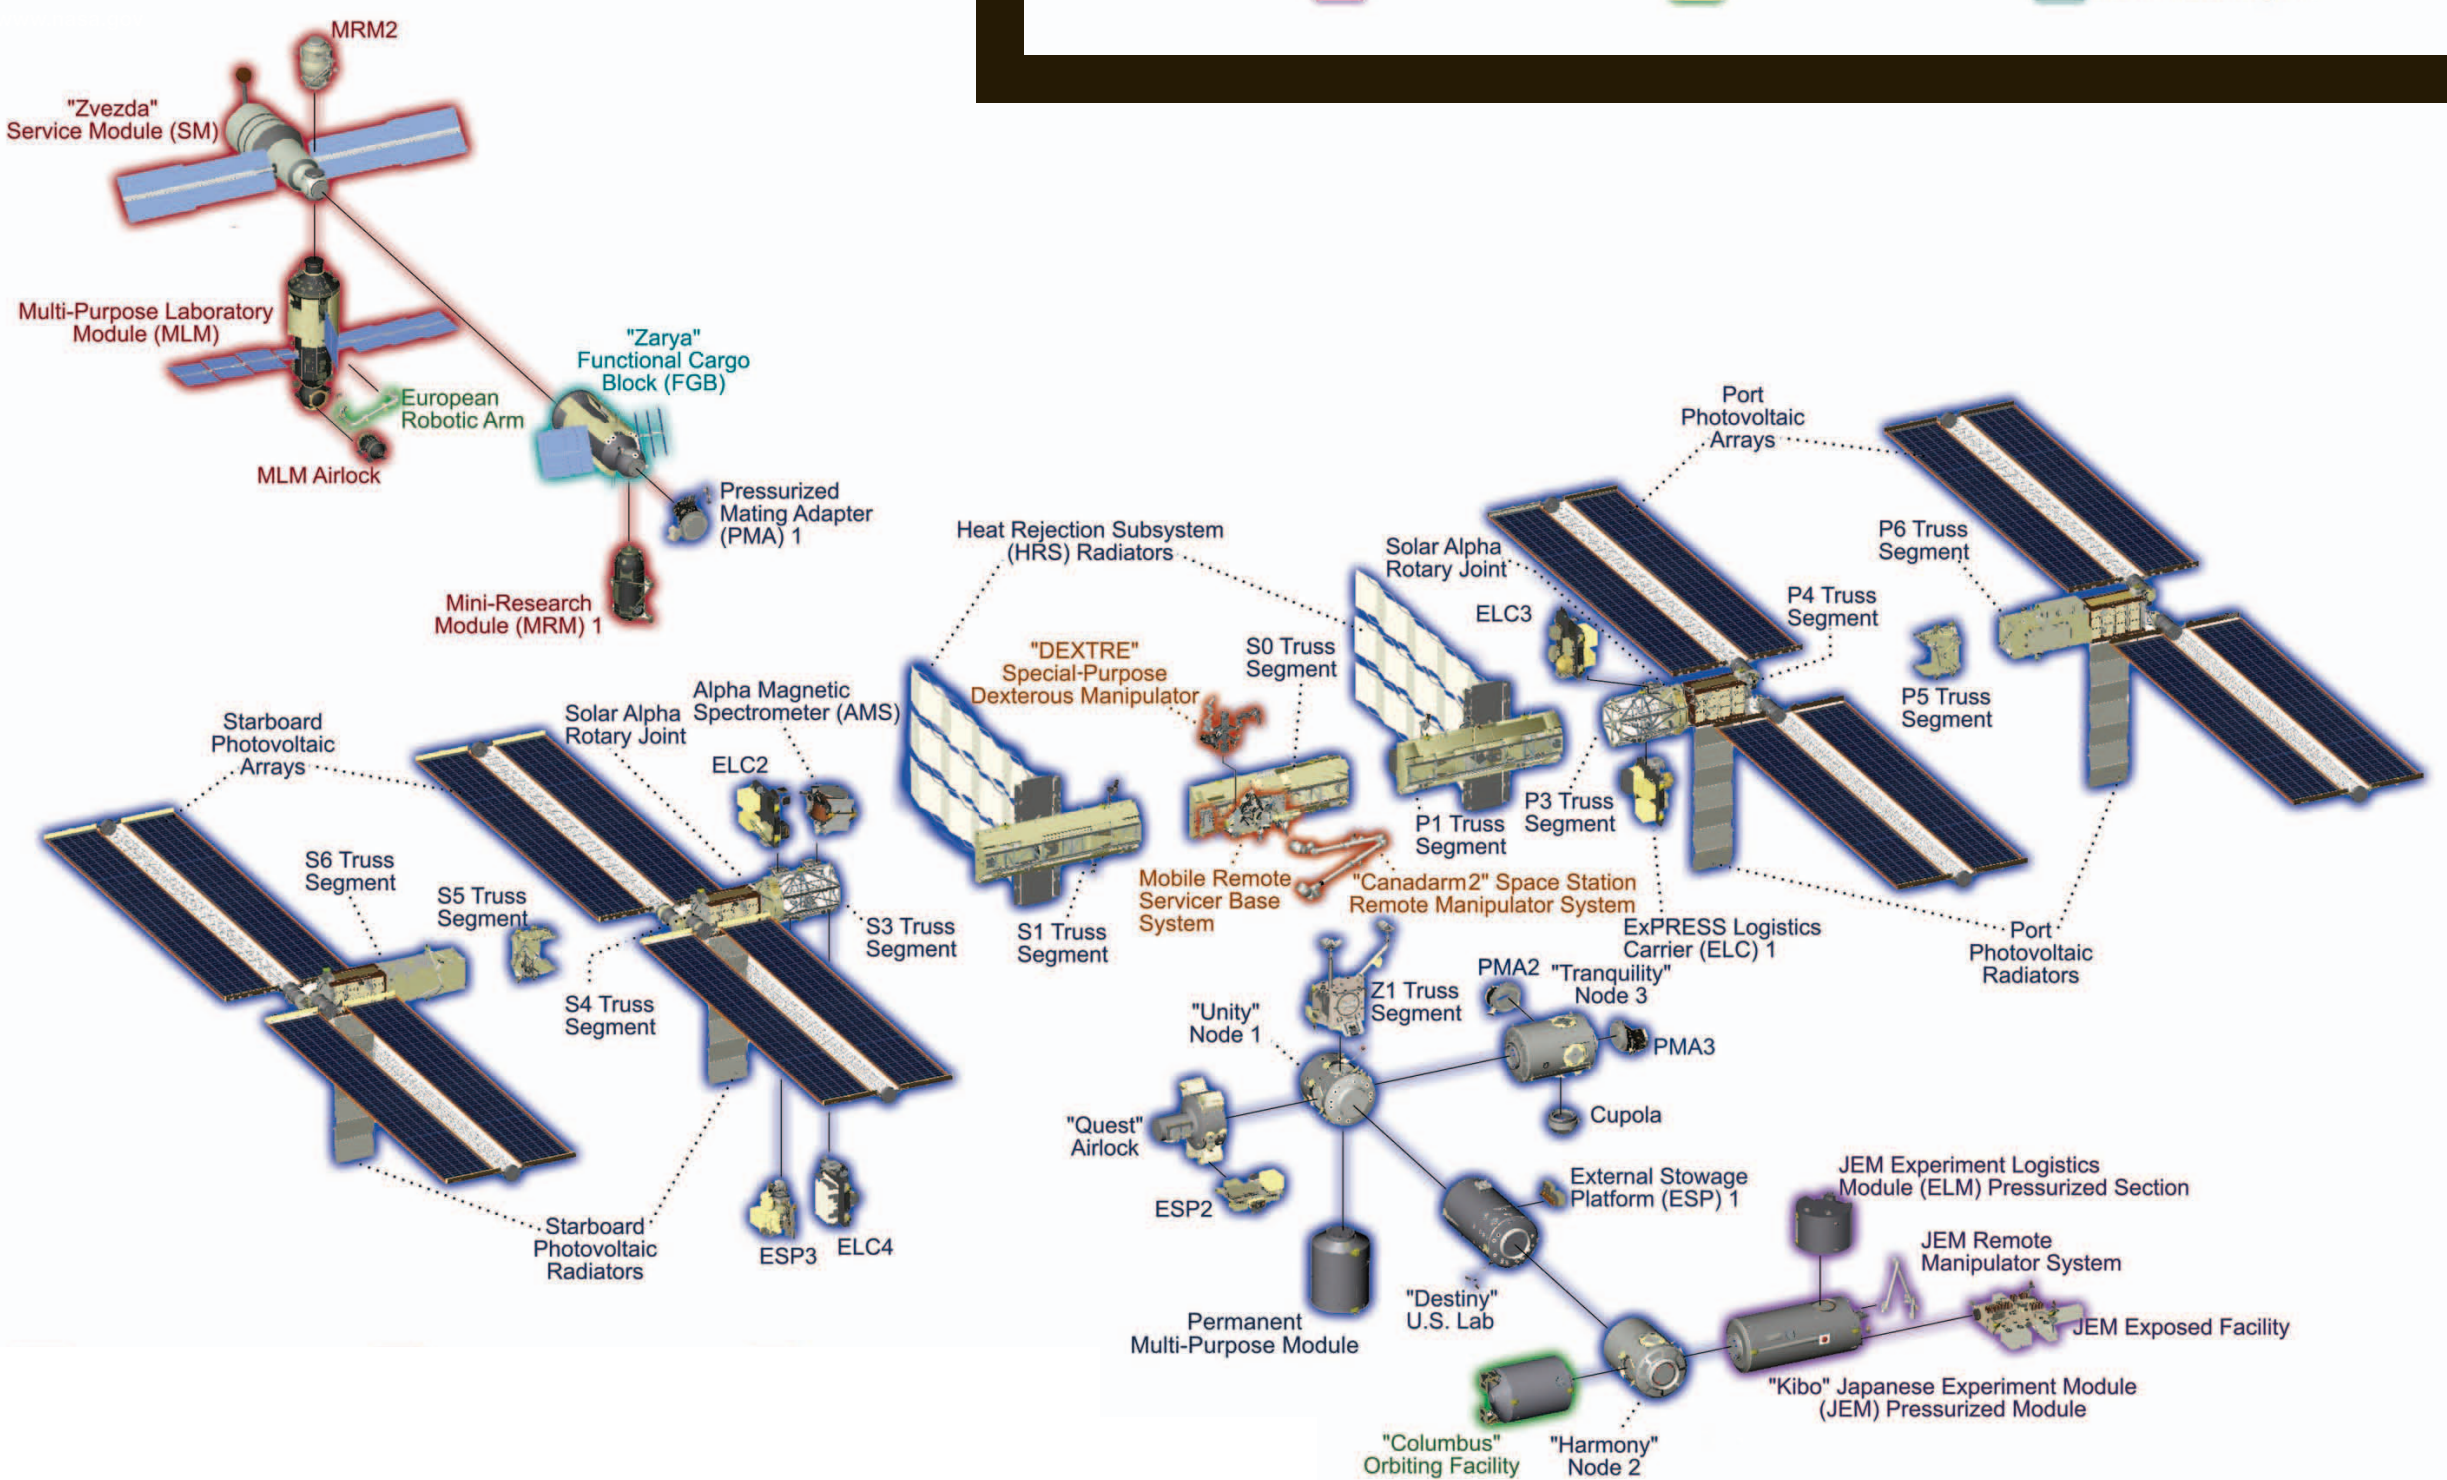 MRM2
"Zvezda"
Service Module (SM)
Multi-Purpose Laboratory
Module (MLM)
European
Robotic Arm
MLM Airlock
"Zarya"
Functional Cargo
Block (FGB)
Pressurized
Mating Adapter
(PMA) 1
Mini-Research
Module (MRM) 1
Heat Rejection Subsystem
(HRS) Radiators
"DEXTRE"
Special-Purpose
Dexterous Manipulator
S0 Truss
Segment
Solar Alpha
Rotary Joint
ELC3
Port
Photovoltaic
Arrays
P6 Truss
Segment
P4 Truss
Segment
P5 Truss
Segment
Starboard
Photovoltaic
Arrays
Solar Alpha
Rotary Joint
Alpha Magnetic
Spectrometer (AMS)
ELC2
S6 Truss
Segment
S5 Truss
Segment
S4 Truss
Segment
S3 Truss
Segment
S1 Truss
Segment
Mobile Remote
Servicer Base
System
"Canadarm2" Space Station
Remote Manipulator System
P1 Truss
Segment
P3 Truss
Segment
ExPRESS Logistics
Carrier (ELC) 1
Port
Photovoltaic
Radiators
Starboard
Photovoltaic
Radiators
ESP3
ELC4
Z1 Truss
Segment
"Unity"
Node 1
PMA2
"Tranquility"
Node 3
PMA3
Cupola
"Quest"
Airlock
ESP2
External Stowage
Platform (ESP) 1
Permanent
Multi-Purpose Module
"Destiny"
U.S. Lab
JEM Experiment Logistics
Module (ELM) Pressurized Section
JEM Remote
Manipulator System
JEM Exposed Facility
"Kibo" Japanese Experiment Module
(JEM) Pressurized Module
"Columbus"
Orbiting Facility
"Harmony"
Node 2